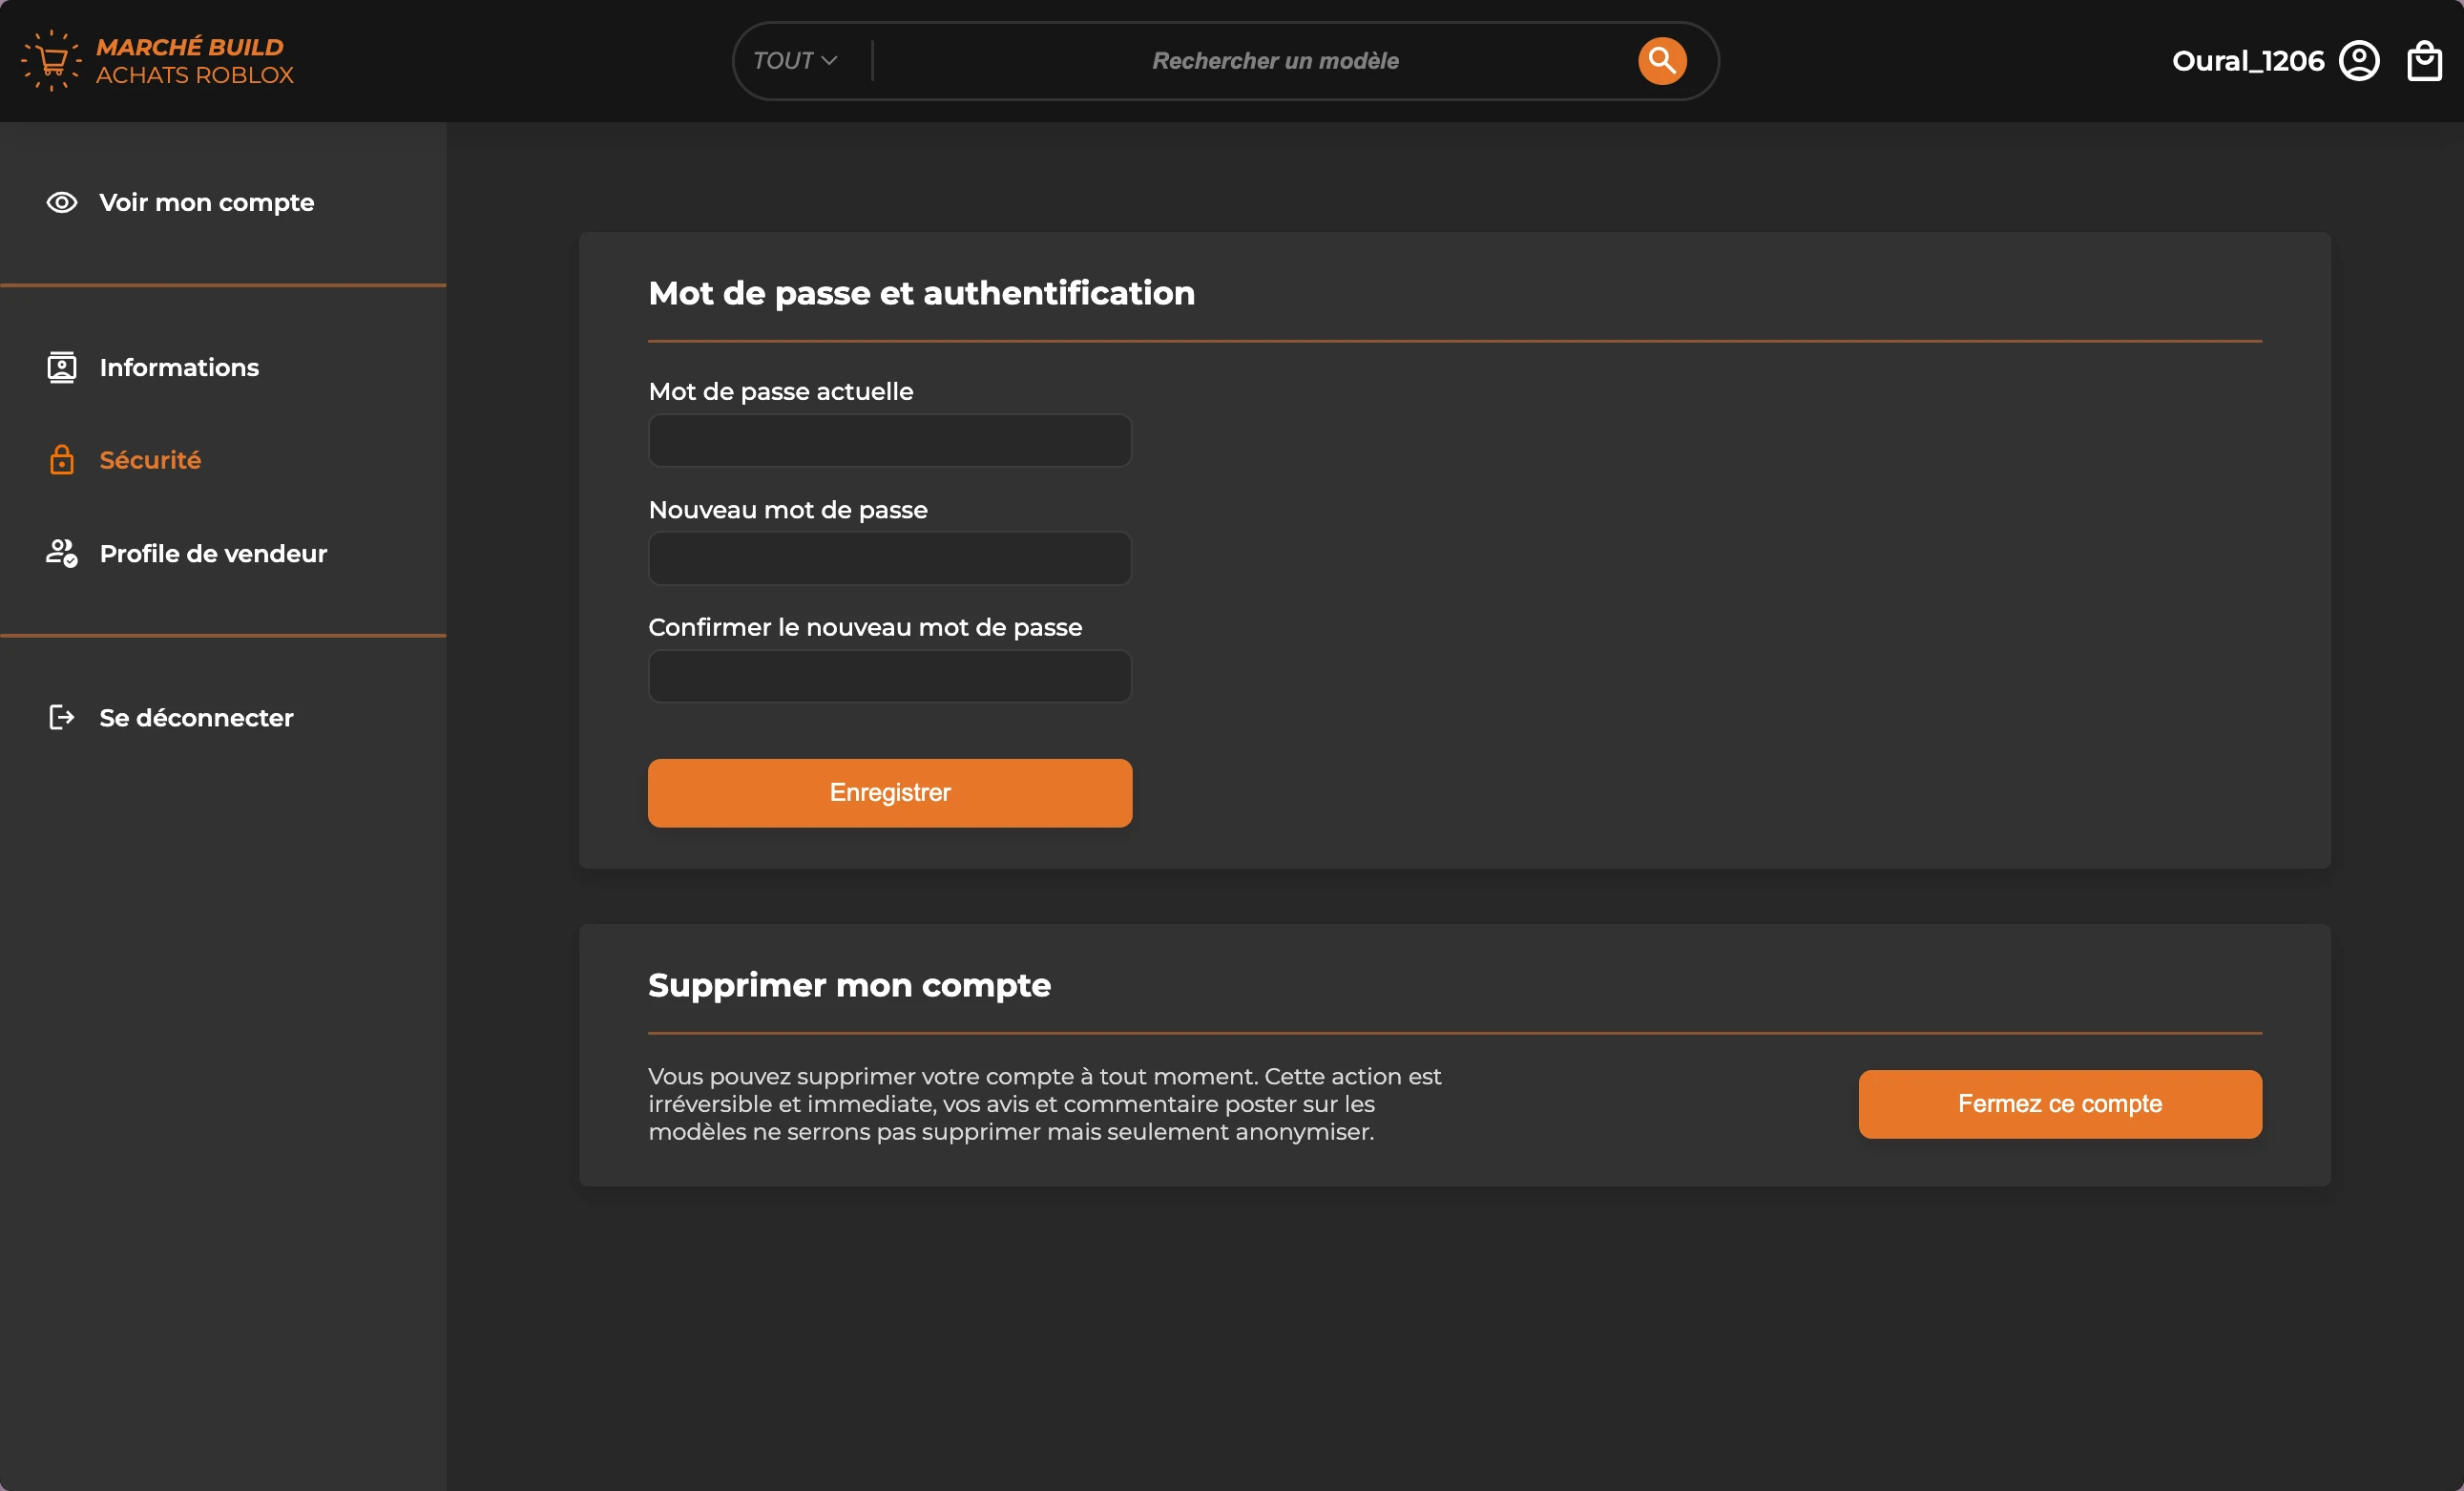 MARCHÉ BUILD
ACHATS ROBLOX
TOUT
Rechercher un modèle
Oural_1206
Voir mon compte
Informations
Sécurité
Profile de vendeur
Se déconnecter
Mot de passe et authentification
Mot de passe actuelle
Nouveau mot de passe
Confirmer le nouveau mot de passe
Enregistrer
Supprimer mon compte
Vous pouvez supprimer votre compte à tout moment. Cette action est
irréversible et immediate, vos avis et commentaire poster sur les
modèles ne serrons pas supprimer mais seulement anonymiser.
Fermez ce compte